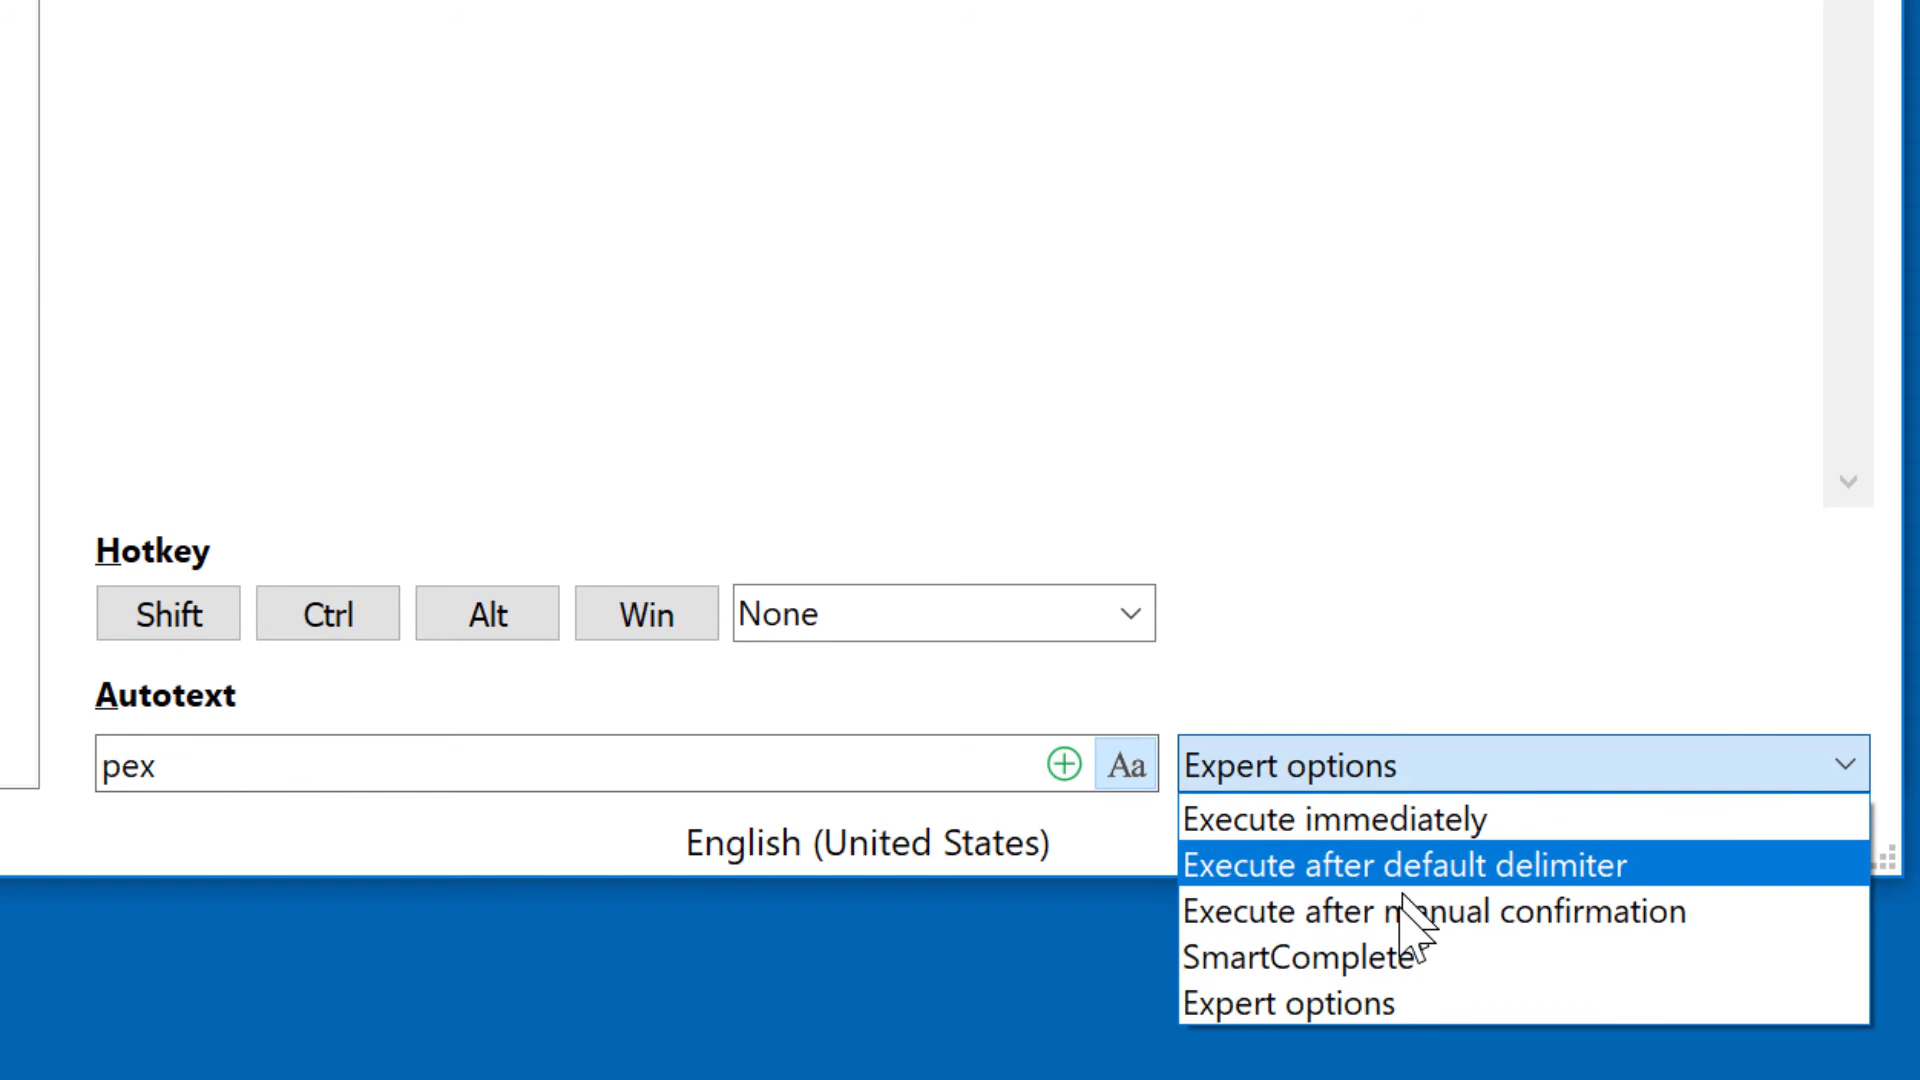 Hotkey
Shift Ctrl Alt Win None
Autotext
pex Aa Expert options
Execute immediately
English (United States)
Execute after default delimiter
Execute after manual confirmation
SmartComplete
Expert options